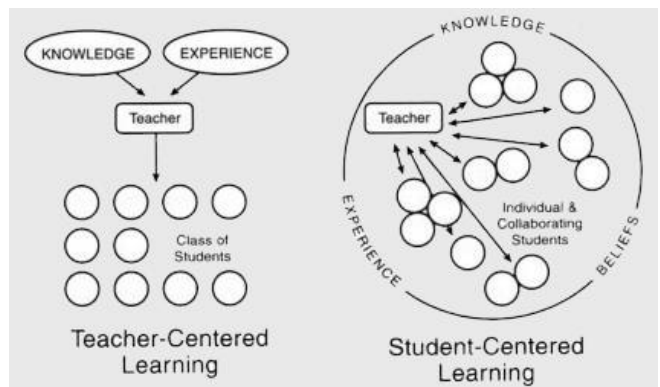 KNOWLEDGE
EXPERIENCE
Teacher
Class of
Students
Teacher-Centered
Learning
KNOWLEDGE
Teacher
EXPERIENCE
Individual &
Collaborating
Students
BELIEFS
Student-Centered
Learning